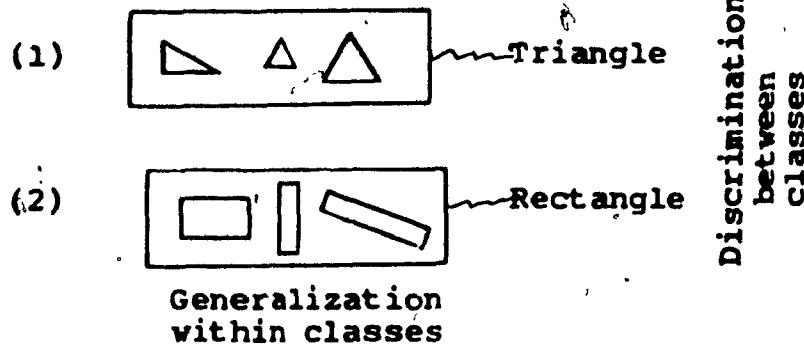 (1)
Triangle
(2)
Rectangle
Generalization
within classes
Discrimination
between
classes